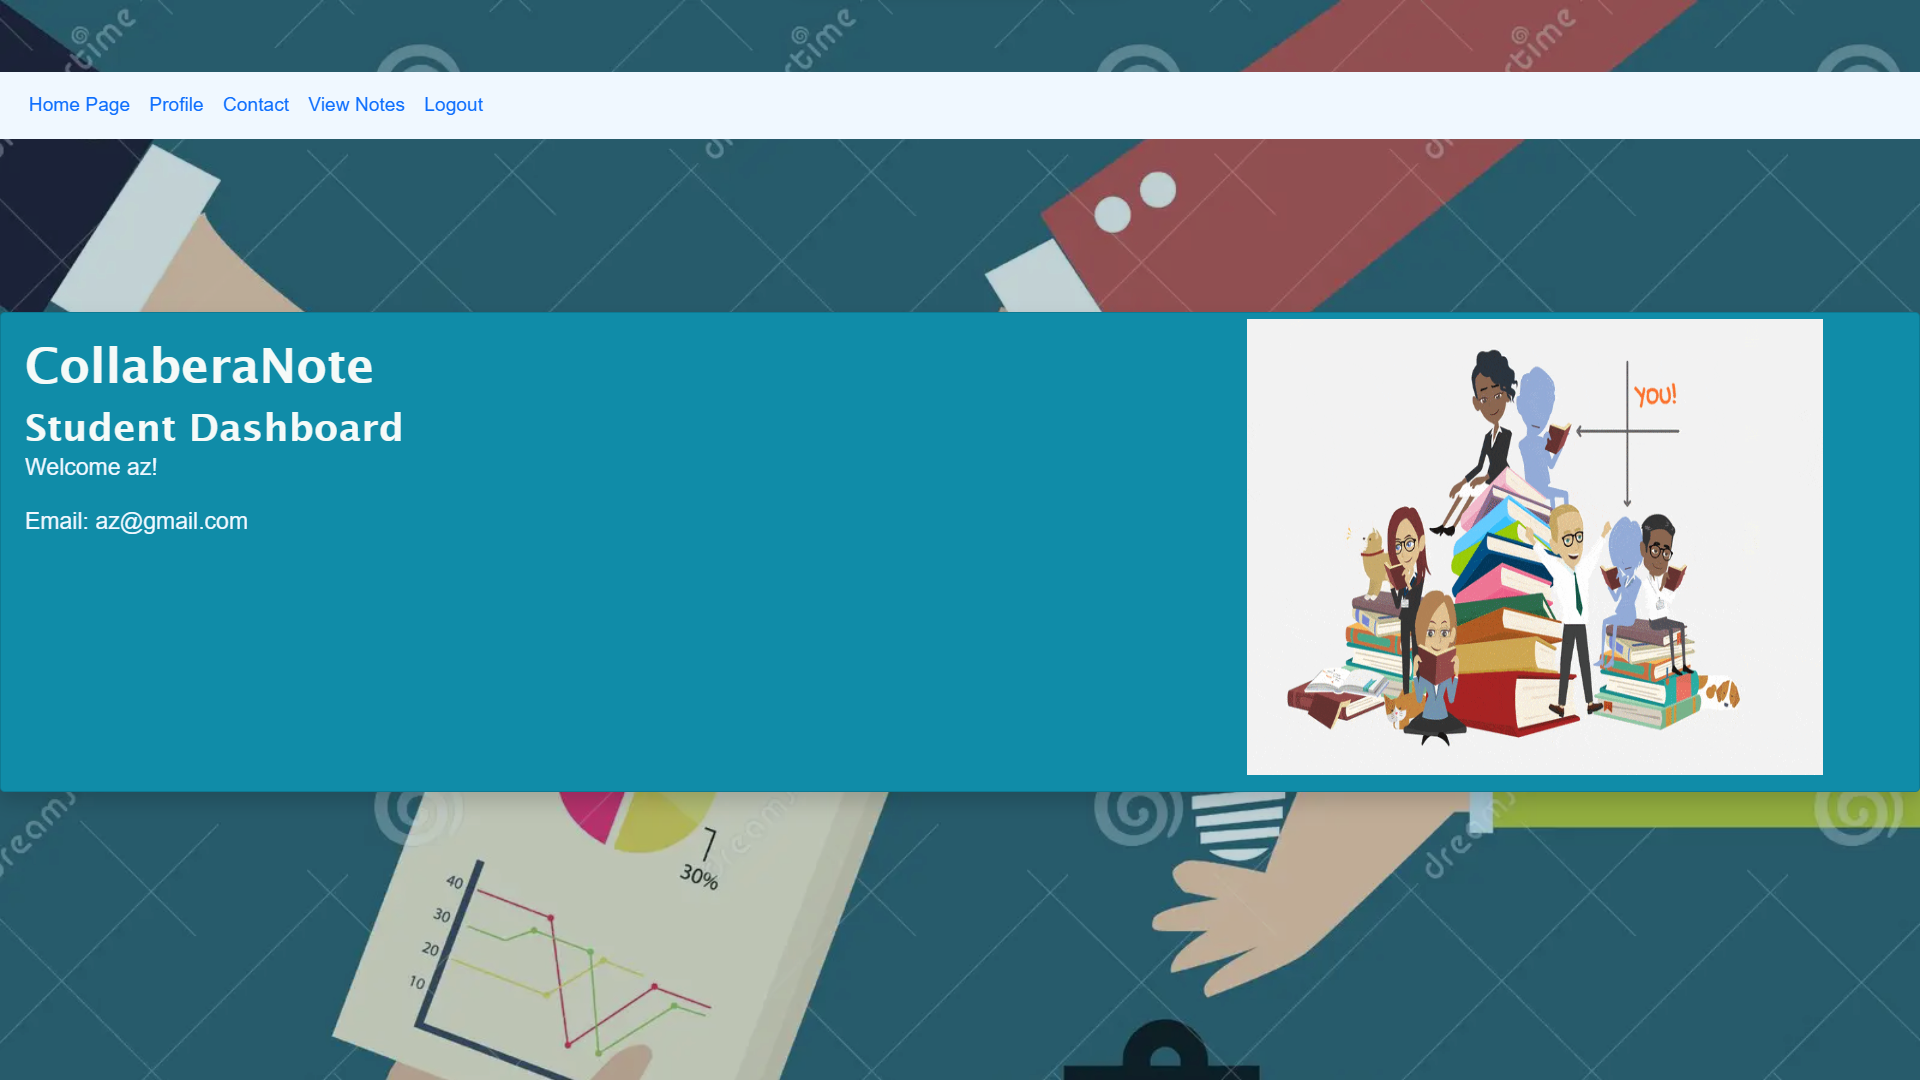 Home Page Profile Contact View Notes Logout
CollaberaNote
Student Dashboard
Welcome az!
Email: az@gmail.com
YOU!
30%
40
30
20
10